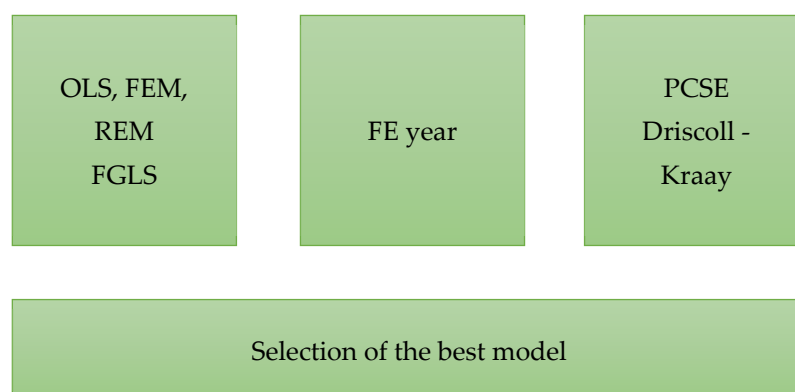 OLS, FEM,
REM
FGLS
FE year
PCSE
Driscoll -
Kraay
Selection of the best model